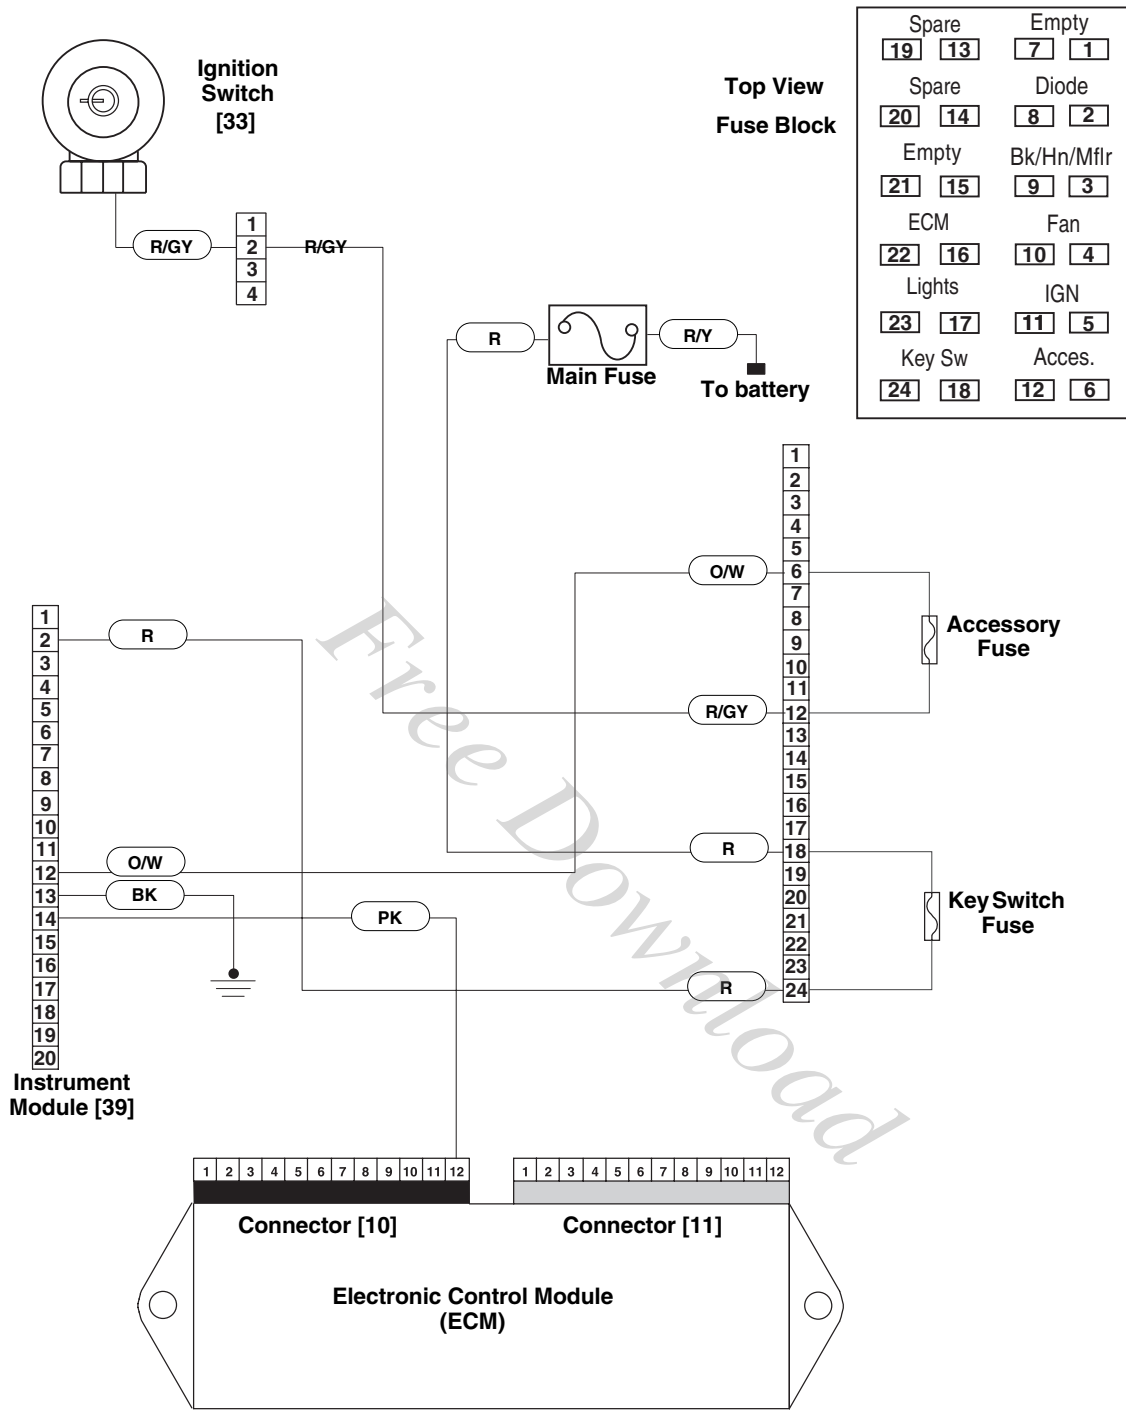 Ignition
Switch
[33]
R/GY
1
2
3
4
R/GY
Top View
Fuse Block
Spare Empty
19 13 7 1
Spare Diode
20 14 8 2
Empty Bk/Hn/Mflr
21 15 9 3
ECM Fan
22 16 10 4
Lights IGN
23 17 11 5
Key Sw Acces.
24 18 12 6
R
R/Y
Main Fuse
To battery
1
2
3
4
5
6
7
8
9
10
11
12
13
14
15
16
17
18
19
20
21
22
23
24
O/W
R/GY
R
R
Accessory
Fuse
Key Switch
Fuse
1
2
3
4
5
6
7
8
9
10
11
12
13
14
15
16
17
18
19
20
R
O/W
BK
PK
Instrument
Module [39]
Free Download
1 2 3 4 5 6 7 8 9 10 11 12
1 2 3 4 5 6 7 8 9 10 11 12
Connector [10]
Connector [11]
Electronic Control Module
(ECM)